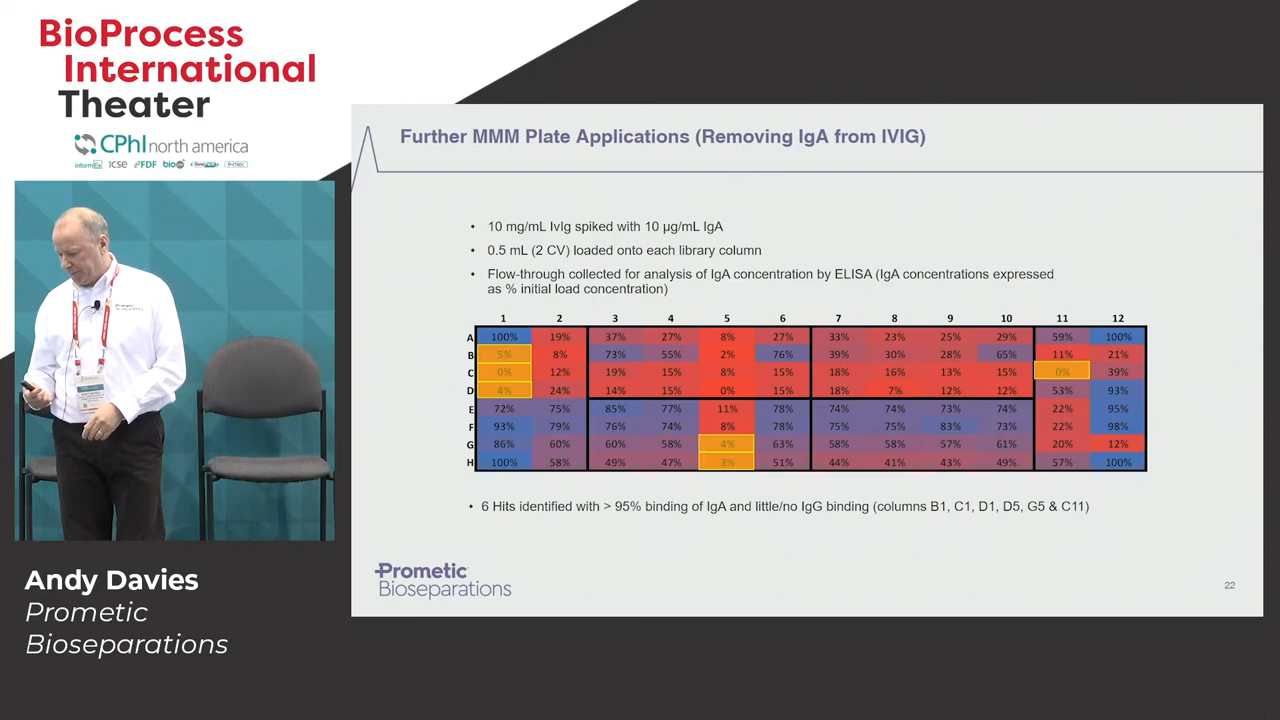 BioProcess
International
Theater
CPhI north america
informEx ICSE FDF bio P-MEC
Further MMM Plate Applications (Removing IgA from IVIG)
• 10 mg/mL IvIg spiked with 10 µg/mL IgA
• 0.5 mL (2 CV) loaded onto each library column
• Flow-through collected for analysis of IgA concentration by ELISA (IgA concentrations expressed
as % initial load concentration)
1 2 3 4 5 6 7 8 9 10 11 12
A 100% 19% 37% 27% 8% 27% 33% 23% 25% 29% 59% 100%
B 5% 8% 73% 55% 2% 76% 39% 30% 28% 65% 11% 21%
C 0% 12% 19% 15% 8% 15% 18% 16% 13% 15% 0% 39%
D 4% 24% 14% 15% 0% 15% 18% 7% 12% 12% 53% 93%
E 72% 75% 85% 77% 11% 78% 74% 74% 73% 74% 22% 95%
F 93% 79% 76% 74% 8% 78% 75% 75% 83% 73% 22% 98%
G 86% 60% 60% 58% 4% 63% 58% 58% 57% 61% 20% 12%
H 100% 58% 49% 47% 3% 51% 44% 41% 43% 49% 57% 100%
• 6 Hits identified with > 95% binding of IgA and little/no IgG binding (columns B1, C1, D1, D5, G5 & C11)
Prometic
Bioseparations
22
Andy Davies
Prometic
Bioseparations